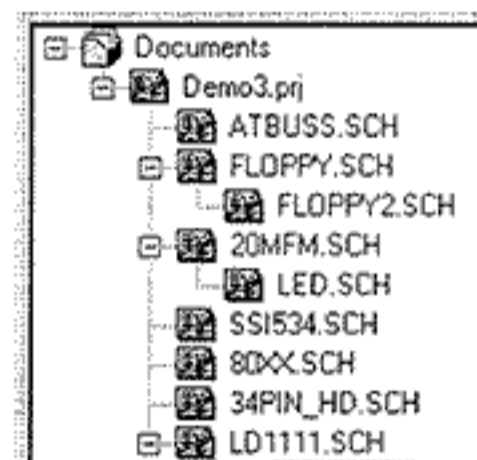 Documents
Demo3.prj
ATBUSS.SCH
FLOPPY.SCH
FLOPPY2.SCH
20MFM.SCH
LED.SCH
SSI534.SCH
80XX.SCH
34PIN_HD.SCH
LD1111.SCH